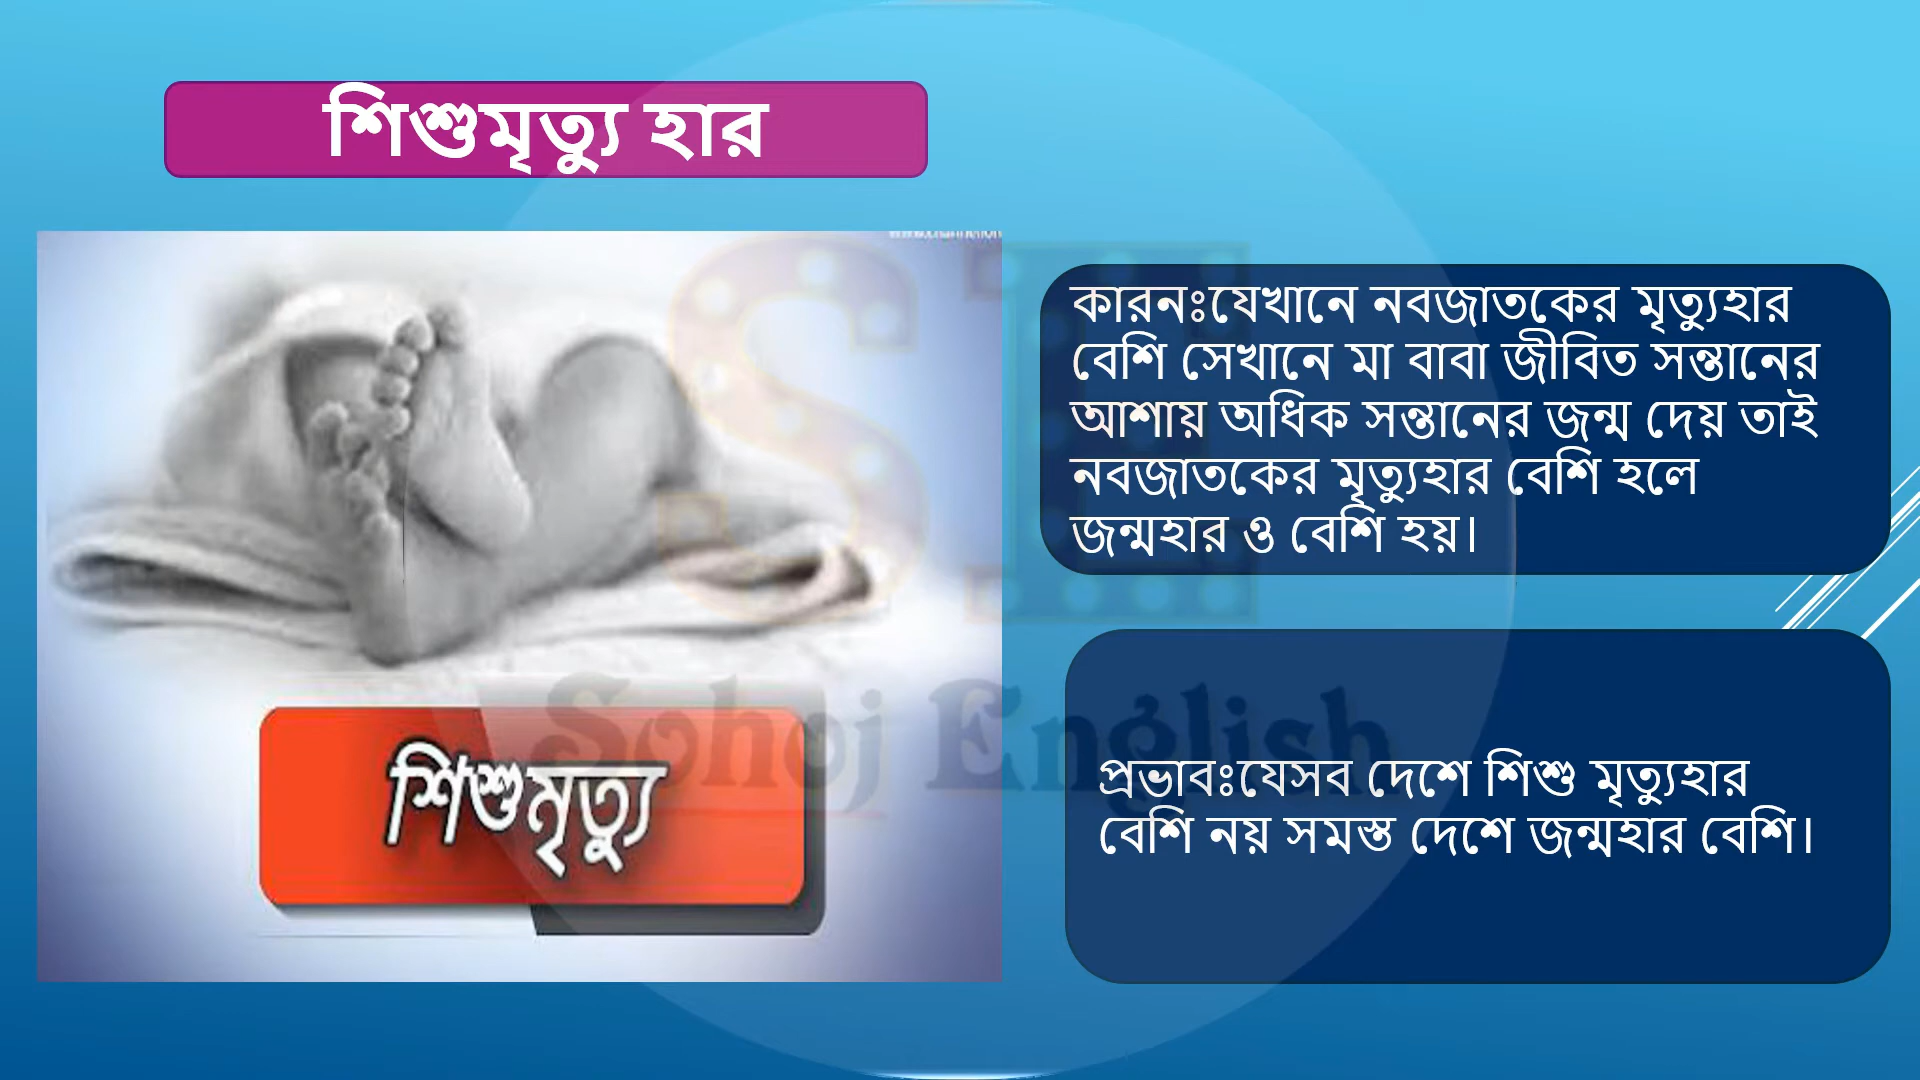 শিশুমৃত্যু হার
কারনঃযেখানে নবজাতকের মৃত্যুহার
বেশি সেখানে মা বাবা জীবিত সন্তানের
আশায় অধিক সন্তানের জন্ম দেয় তাই
নবজাতকের মৃত্যুহার বেশি হলে
জন্মহার ও বেশি হয়।
শিশুমৃত্যু
প্রভাবঃযেসব দেশে শিশু মৃত্যুহার
বেশি নয় সমস্ত দেশে জন্মহার বেশি।
Sohoj English